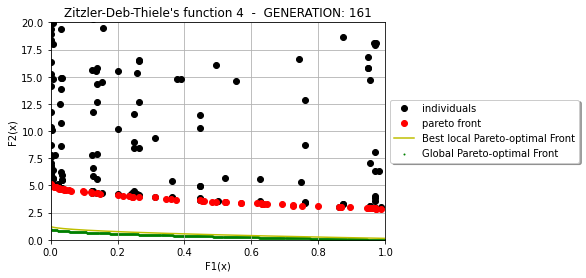 Zitzler-Deb-Thiele's function 4 - GENERATION: 161
20.0
17.5
15.0
12.5
10.0
7.5
5.0
2.5
0.0
F2(x)
0.0 0.2 0.4 0.6 0.8 1.0
F1(x)
individuals
pareto front
Best local Pareto-optimal Front
Global Pareto-optimal Front